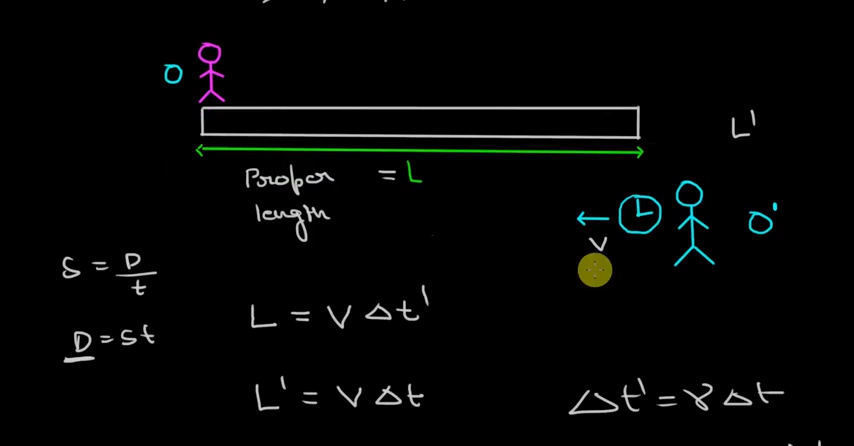 O
L'
Proper = L
length
O'
V
S = D/t
L = V Δt'
D = St
L' = V Δt
Δt' = γ Δt